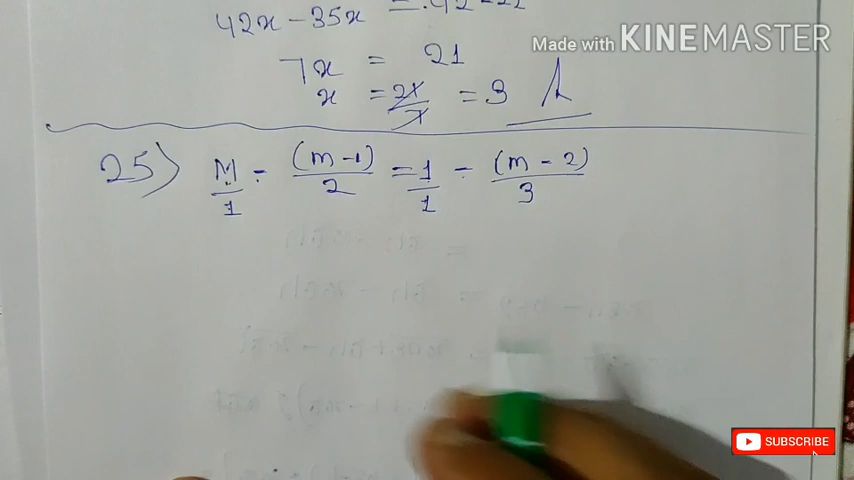 42x - 35x = 42 - 21
Made with KINEMASTER
7x = 21
x = 21/7 = 3
25) M/1 - (m - 1)/2 = 1/1 - (m - 2)/3
SUBSCRIBE